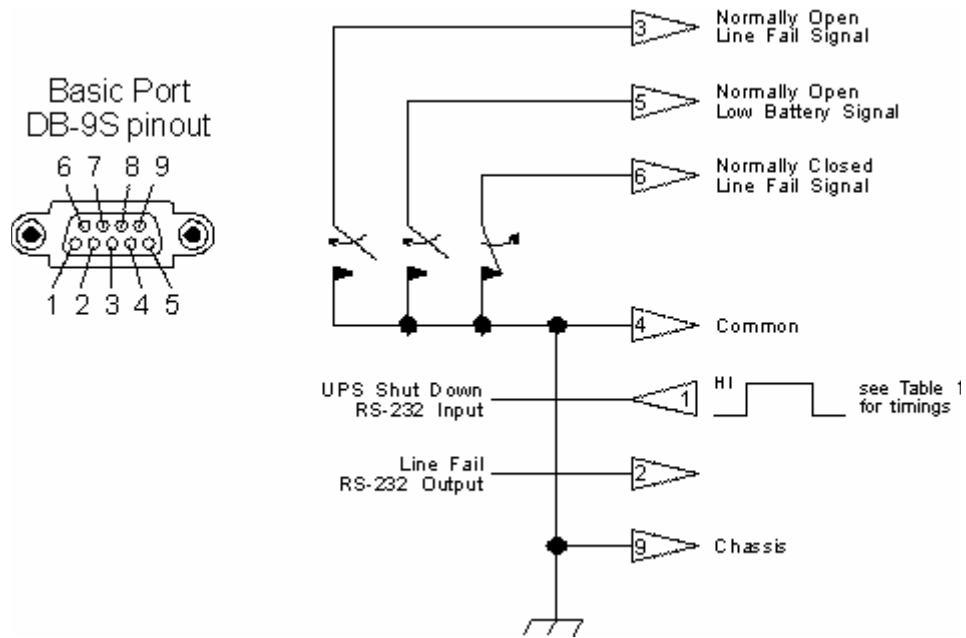 Basic Port
DB-9S pinout
6 7 8 9
1 2 3 4 5
3 Normally Open
Line Fail Signal
5 Normally Open
Low Battery Signal
6 Normally Closed
Line Fail Signal
4 Common
UPS Shut Down
RS-232 Input
1
HI
see Table 1
for timings
Line Fail
RS-232 Output
2
9 Chassis